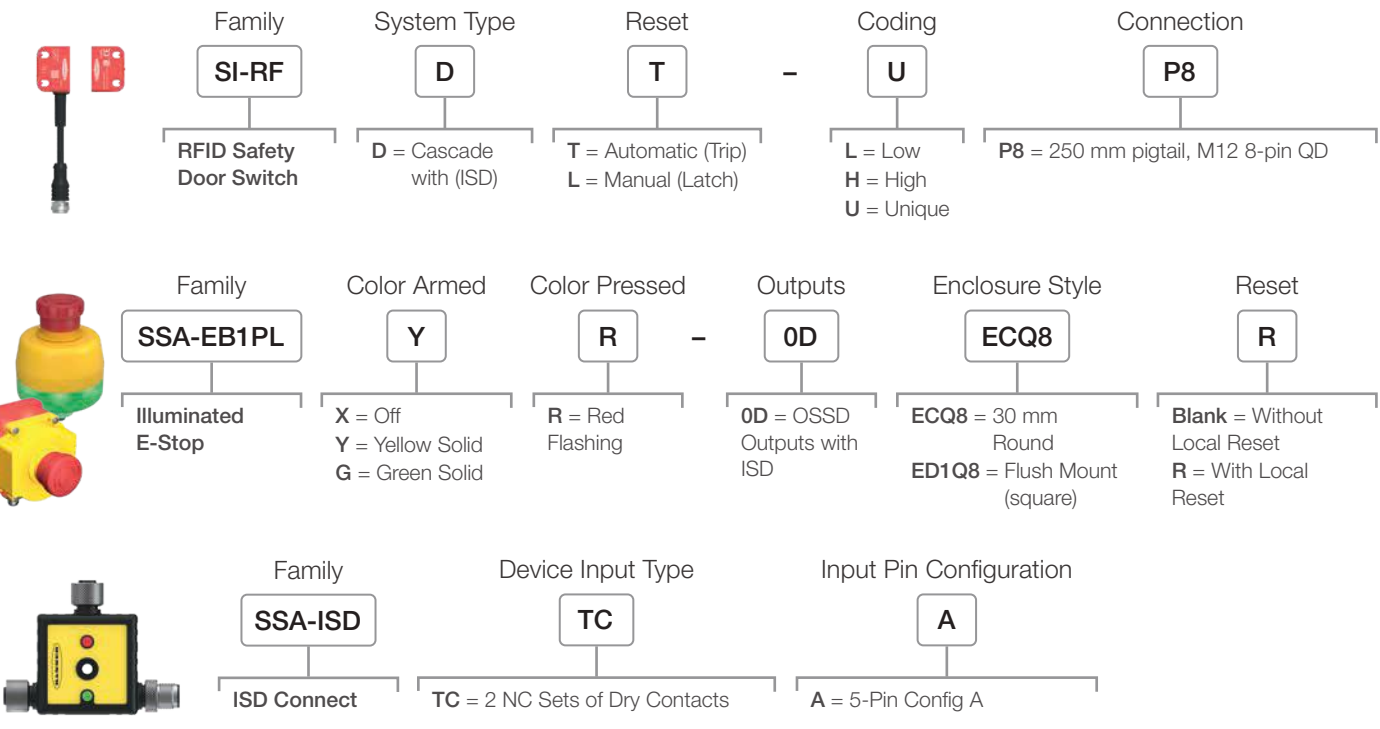 Family System Type Reset Coding Connection
SI-RF D T – U P8
RFID Safety
Door Switch
D = Cascade
with (ISD)
T = Automatic (Trip)
L = Manual (Latch)
L = Low
H = High
U = Unique
P8 = 250 mm pigtail, M12 8-pin QD
Family Color Armed Color Pressed Outputs Enclosure Style Reset
SSA-EB1PL Y R – 0D ECQ8 R
Illuminated
E-Stop
X = Off
Y = Yellow Solid
G = Green Solid
R = Red
Flashing
0D = OSSD
Outputs with
ISD
ECQ8 = 30 mm
Round
ED1Q8 = Flush Mount
(square)
Blank = Without
Local Reset
R = With Local
Reset
Family Device Input Type Input Pin Configuration
SSA-ISD TC A
ISD Connect
TC = 2 NC Sets of Dry Contacts
A = 5-Pin Config A